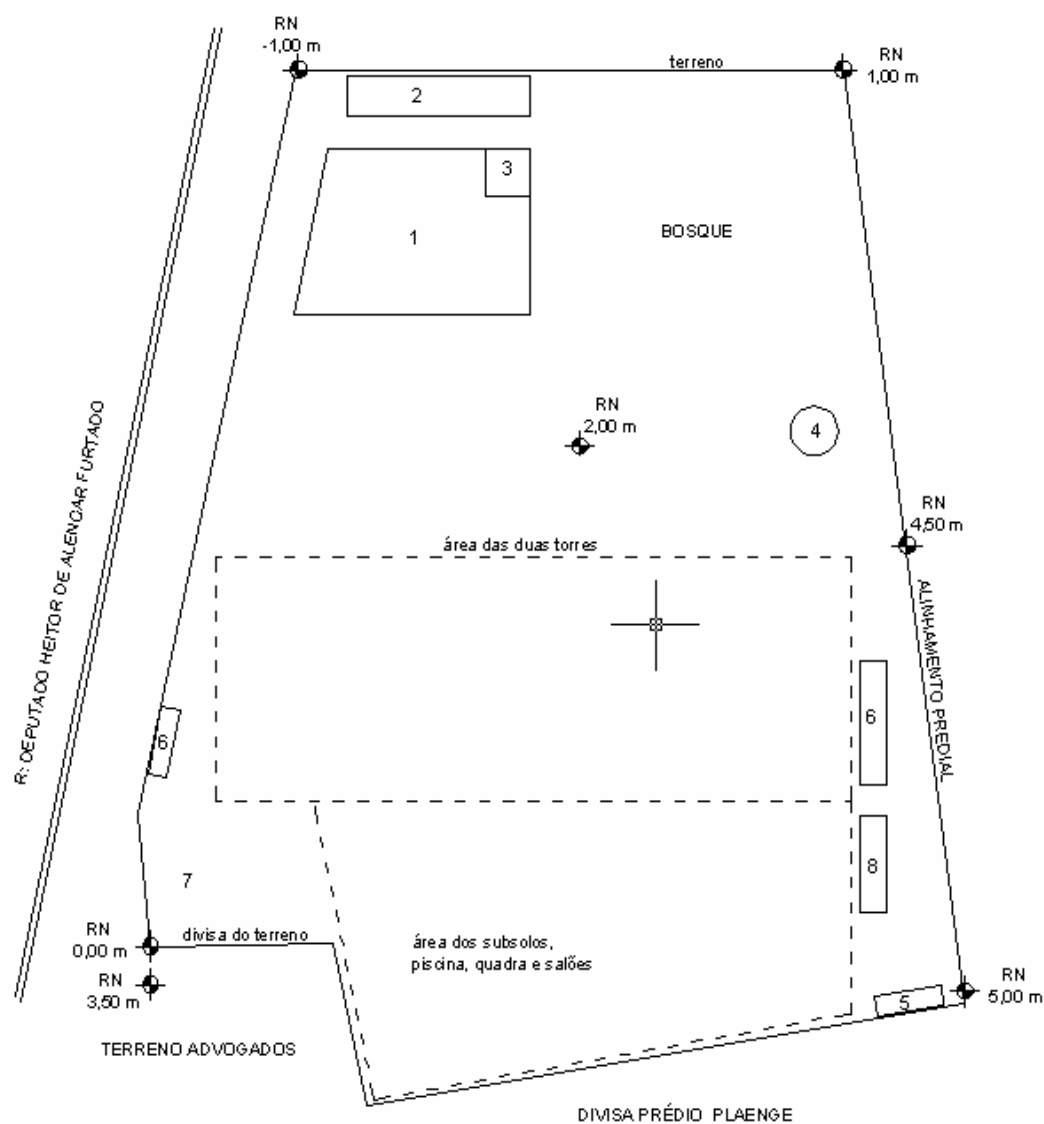 RN
-1,00 m
terreno
RN
1,00 m
2
3
1
BOSQUE
RN
2,00 m
4
R: DEPUTADO HEITOR DE ALENCAR FURTADO
RN
4,50 m
área das duas torres
ALINHAMENTO PREDIAL
6
6
8
7
RN
0,00 m
divisa do terreno
área dos subsolos,
piscina, quadra e salões
RN
3,50 m
5
RN
5,00 m
TERRENO ADVOGADOS
DIVISA PRÉDIO PLAENGE